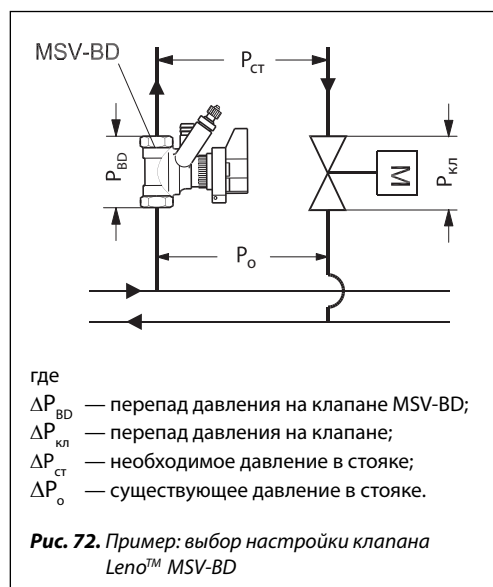 MSV-BD
Pст
PBD
M
Pкл
Pо
где
ΔPBD — перепад давления на клапане MSV-BD;
ΔPкл — перепад давления на клапане;
ΔPст — необходимое давление в стояке;
ΔPо — существующее давление в стояке.
Рис. 72. Пример: выбор настройки клапана
Leno™ MSV-BD